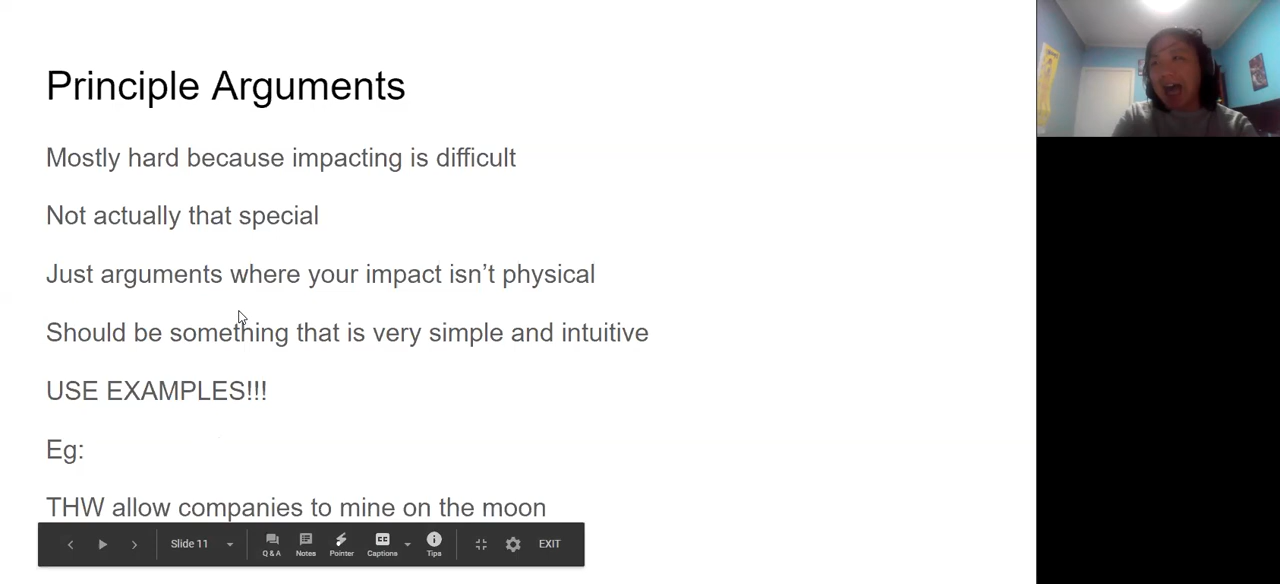 Principle Arguments
Mostly hard because impacting is difficult
Not actually that special
Just arguments where your impact isn’t physical
Should be something that is very simple and intuitive
USE EXAMPLES!!!
Eg:
THW allow companies to mine on the moon
Slide 11
Q & A
Notes
Pointer
Captions
Tips
EXIT